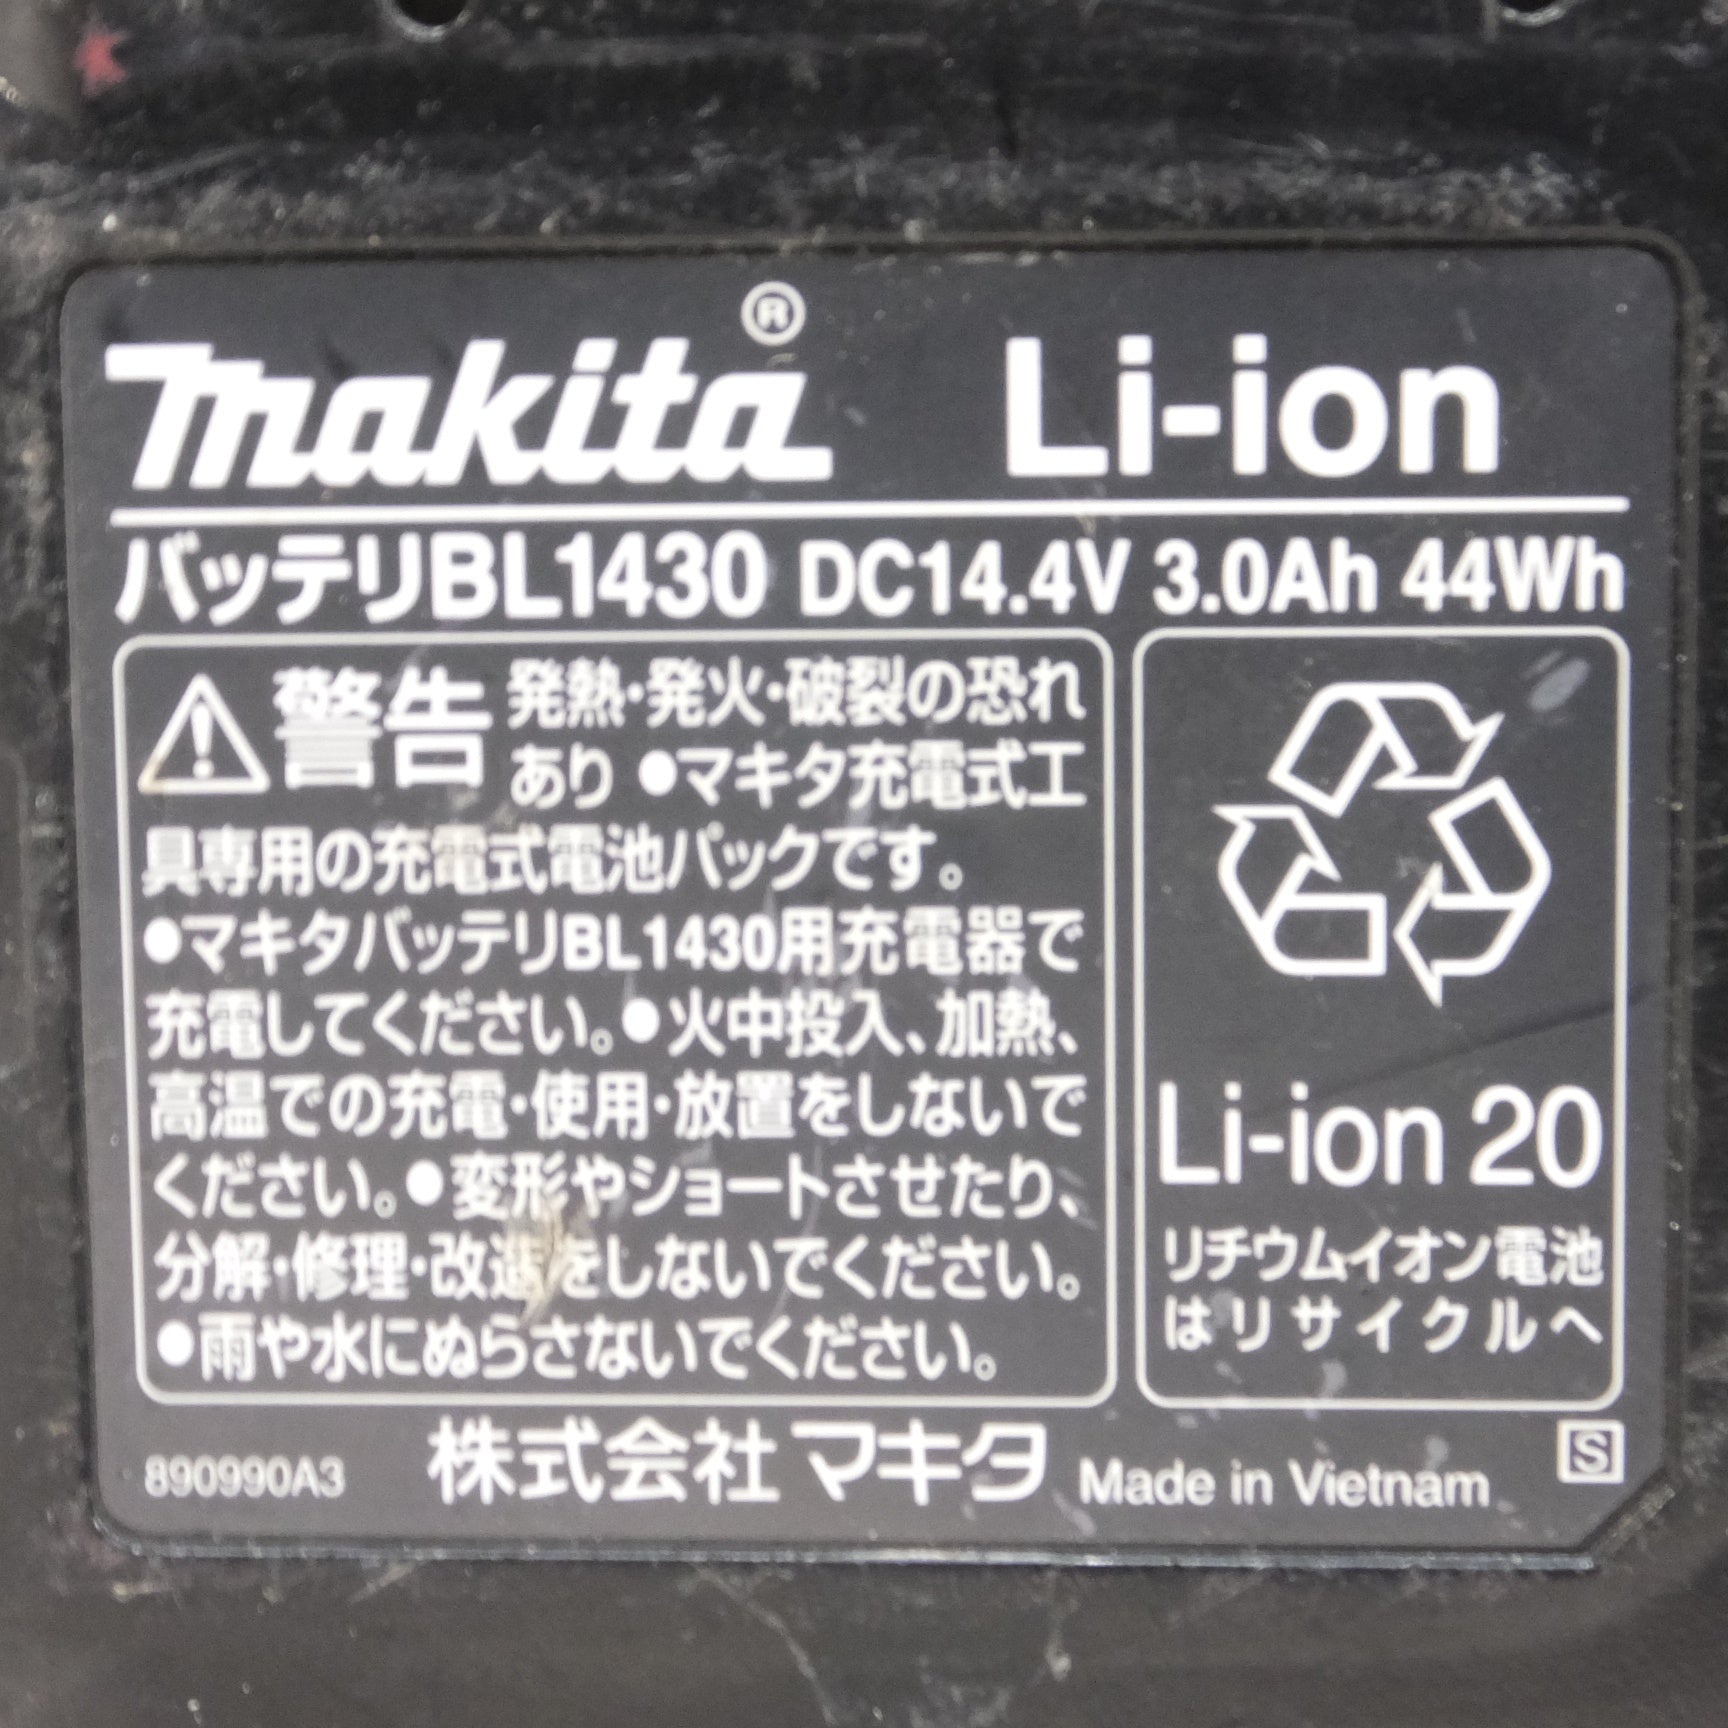 makita® Li-ion
バッテリBL1430 DC14.4V 3.0Ah 44Wh
警告 発熱・発火・破裂の恐れ
あり ●マキタ充電式工
具専用の充電式電池パックです。
●マキタバッテリBL1430用充電器で
充電してください。●火中投入、加熱、
高温での充電・使用・放置をしないで
ください。●変形やショートさせたり、
分解・修理・改造をしないでください。
●雨や水にぬらさないでください。
Li-ion 20
リチウムイオン電池
はリサイクルへ
890990A3 株式会社マキタ Made in Vietnam S